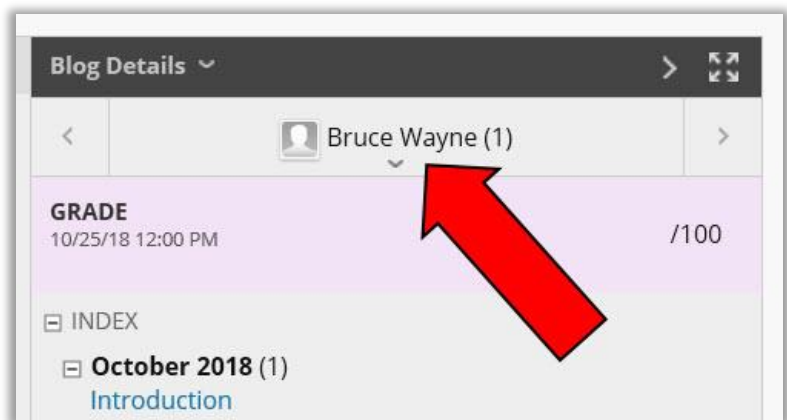 Blog Details
Bruce Wayne (1)
GRADE
10/25/18 12:00 PM
/100
INDEX
October 2018 (1)
Introduction